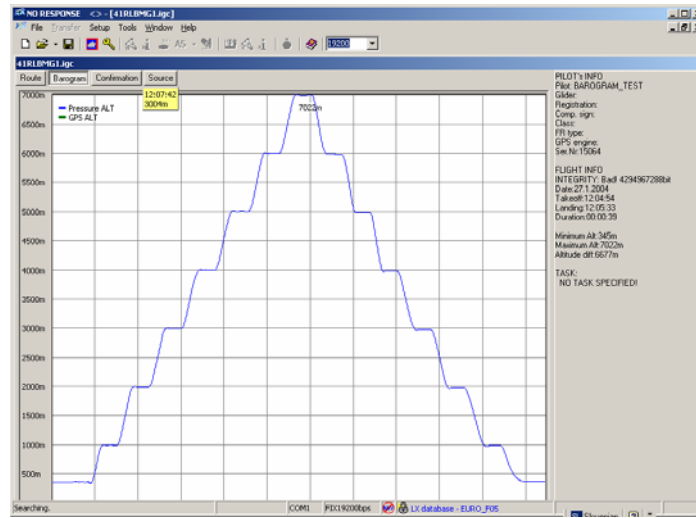 NO RESPONSE <> - [41RLBMG1.igc]
File Transfer Setup Tools Window Help
AS 19200
41RLBMG1.igc
Route Barogram Confirmation Source
12:07:42
3004m
Pressure ALT
GPS ALT
7022m
7000m
6500m
6000m
5500m
5000m
4500m
4000m
3500m
3000m
2500m
2000m
1500m
1000m
500m
PILOT's INFO
Pilot: BAROGRAM_TEST
Glider:
Registration:
Comp. sign:
Class:
FR type:
GPS engine:
Ser.Nr:15064
FLIGHT INFO
INTEGRITY: Bad! 4294967288bit
Date:27.1.2004
Takeoff:12:04:54
Landing:12:05:33
Duration:00:00:39
Minimum Alt:345m
Maximum Alt:7022m
Altitude diff:6677m
TASK:
NO TASK SPECIFIED!
Searching. COM1 FIX19200bps LX database - EURO_F05